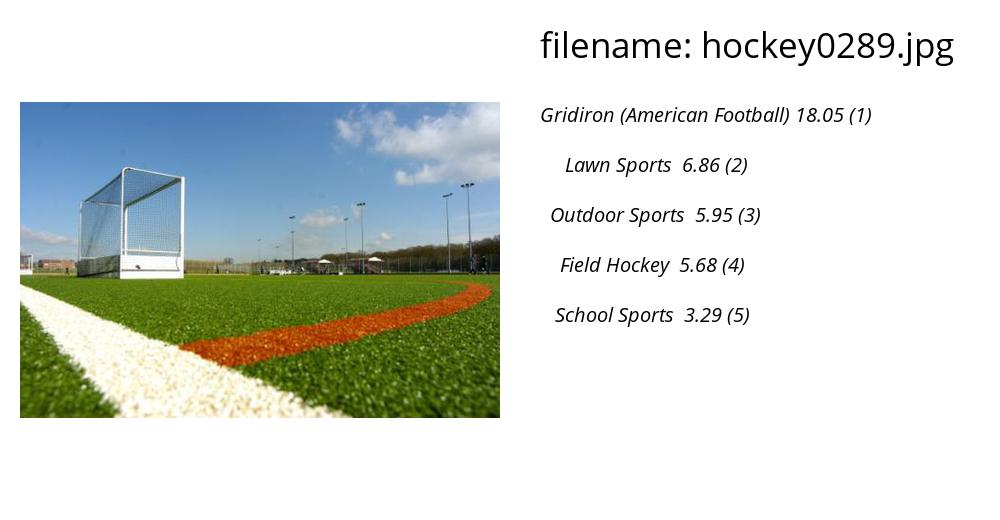 filename: hockey0289.jpg
Gridiron (American Football) 18.05 (1)
Lawn Sports 6.86 (2)
Outdoor Sports 5.95 (3)
Field Hockey 5.68 (4)
School Sports 3.29 (5)